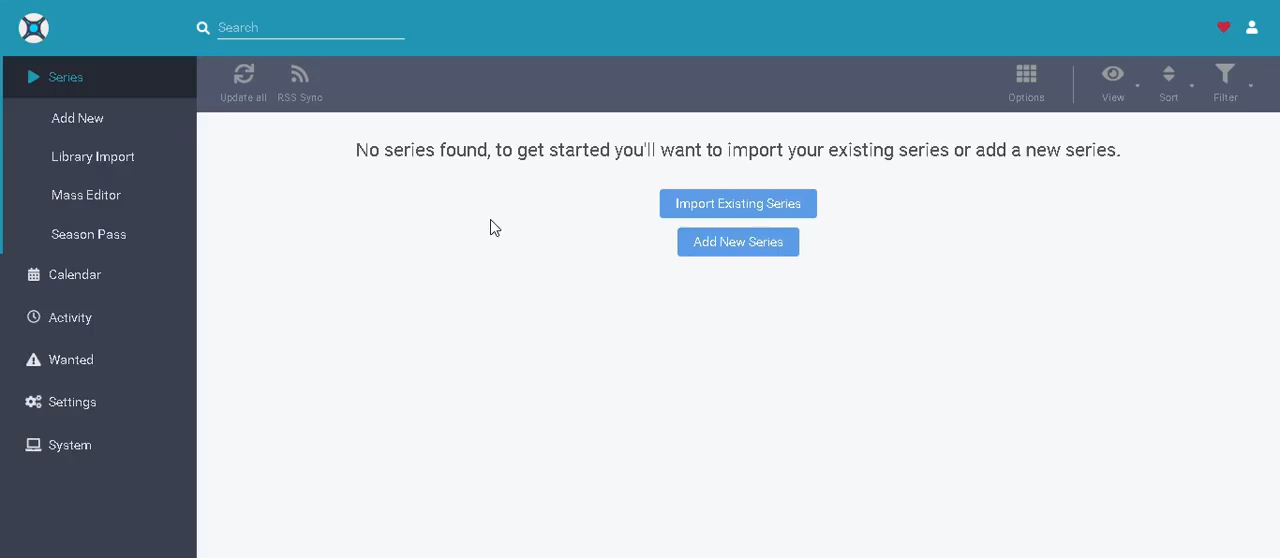 Search
Series
Update all
RSS Sync
Options
View
Sort
Filter
Add New
Library Import
Mass Editor
Season Pass
Calendar
Activity
Wanted
Settings
System
No series found, to get started you'll want to import your existing series or add a new series.
Import Existing Series
Add New Series